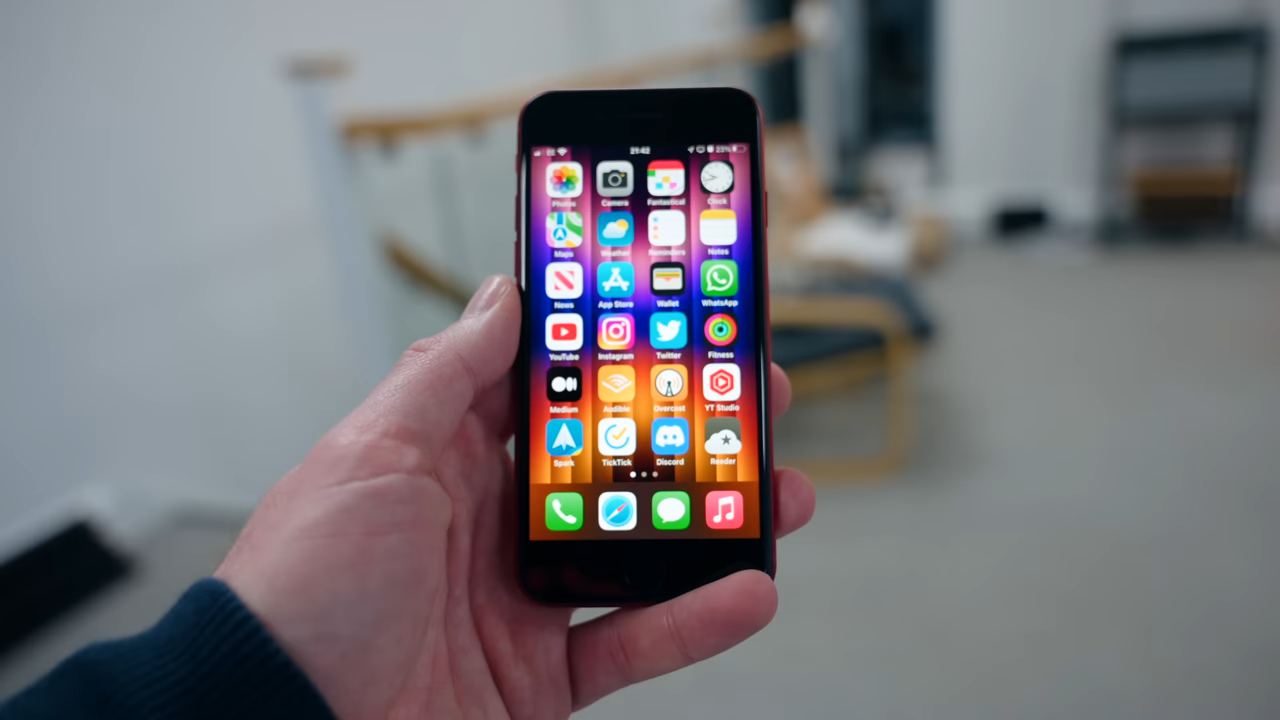 21:42 22%
Photos Camera Fantastical Clock
Maps Weather Reminders Notes
News App Store Wallet WhatsApp
YouTube Instagram Twitter Fitness
Medium Audible Overcast YT Studio
Spark TickTick Discord Reeder